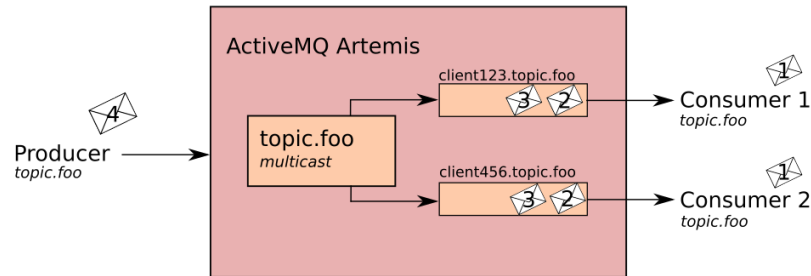 ActiveMQ Artemis
4
Producer
topic.foo
topic.foo
multicast
client123.topic.foo
3 2
client456.topic.foo
3 2
1
Consumer 1
topic.foo
1
Consumer 2
topic.foo